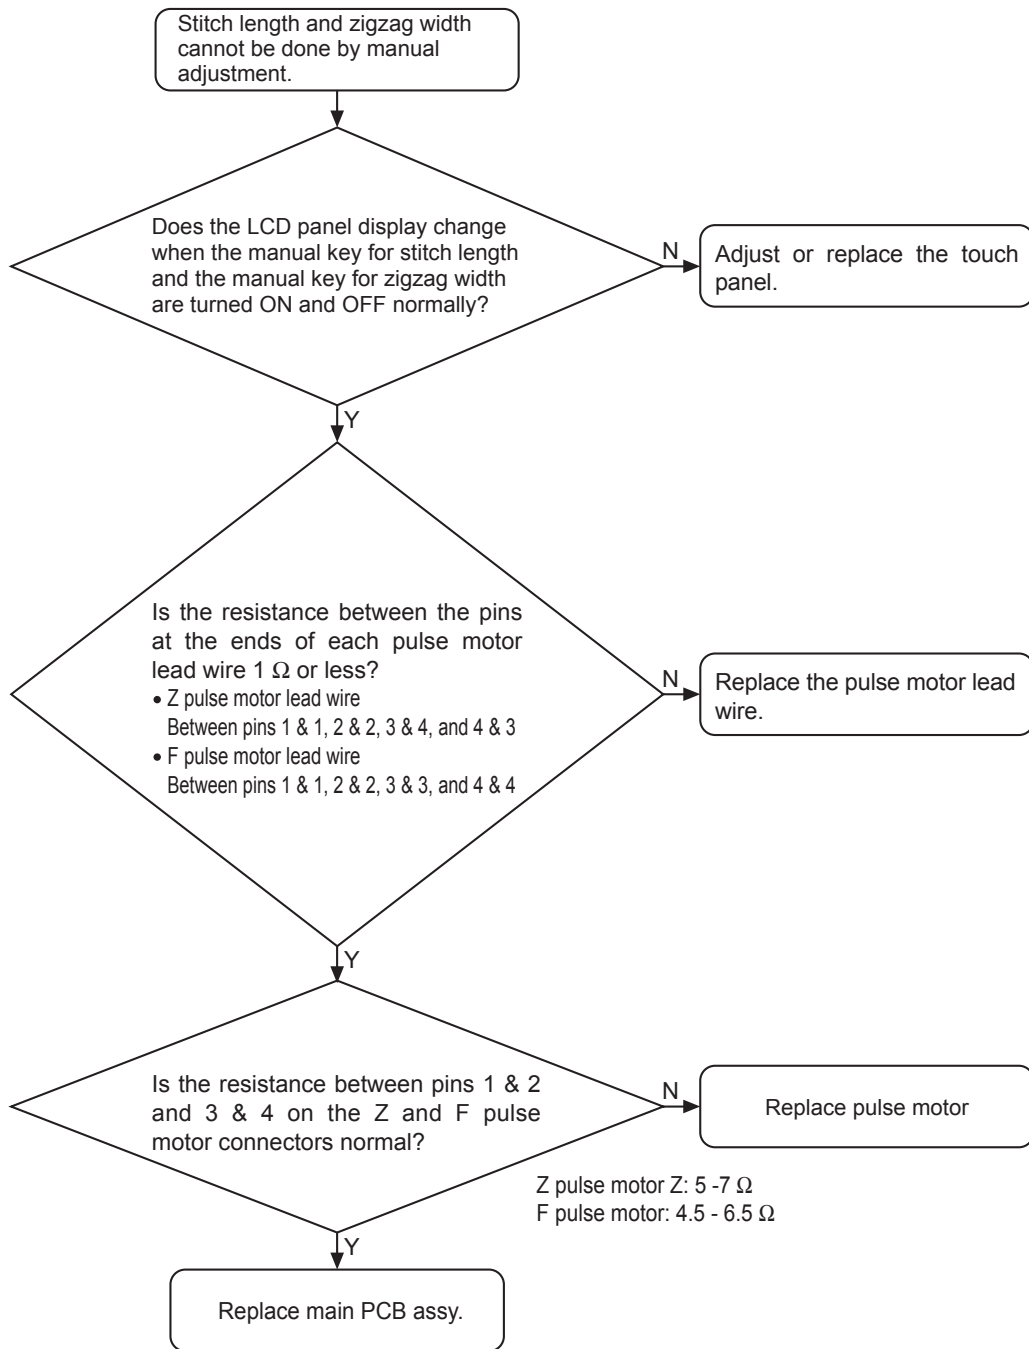 Stitch length and zigzag width
cannot be done by manual
adjustment.
Does the LCD panel display change
when the manual key for stitch length
and the manual key for zigzag width
are turned ON and OFF normally?
N
Adjust or replace the touch
panel.
Y
Is the resistance between the pins
at the ends of each pulse motor
lead wire 1 Ω or less?
• Z pulse motor lead wire
Between pins 1 & 1, 2 & 2, 3 & 4, and 4 & 3
• F pulse motor lead wire
Between pins 1 & 1, 2 & 2, 3 & 3, and 4 & 4
N
Replace the pulse motor lead
wire.
Y
Is the resistance between pins 1 & 2
and 3 & 4 on the Z and F pulse
motor connectors normal?
N
Replace pulse motor
Z pulse motor Z: 5 -7 Ω
F pulse motor: 4.5 - 6.5 Ω
Y
Replace main PCB assy.